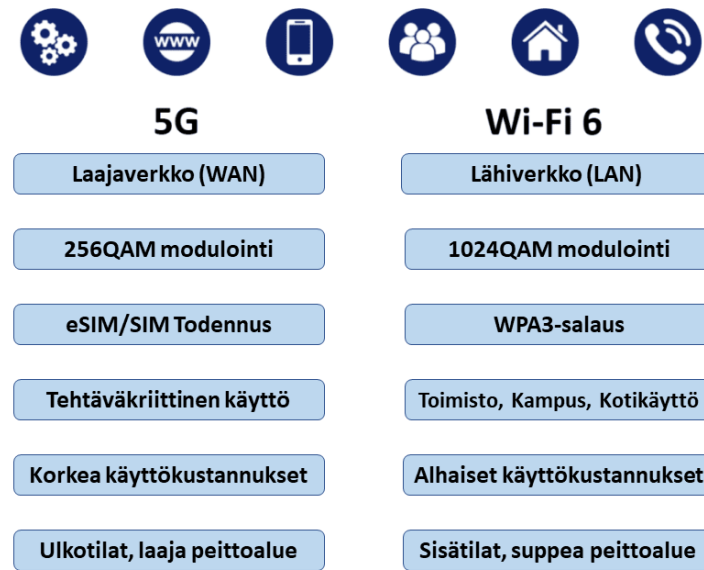 www
5G
Wi-Fi 6
Laajaverkko (WAN)
Lähiverkko (LAN)
256QAM modulointi
1024QAM modulointi
eSIM/SIM Todennus
WPA3-salaus
Tehtäväkriittinen käyttö
Toimisto, Kampus, Kotikäyttö
Korkea käyttökustannukset
Alhaiset käyttökustannukset
Ulkotilat, laaja peittoalue
Sisätilat, suppea peittoalue